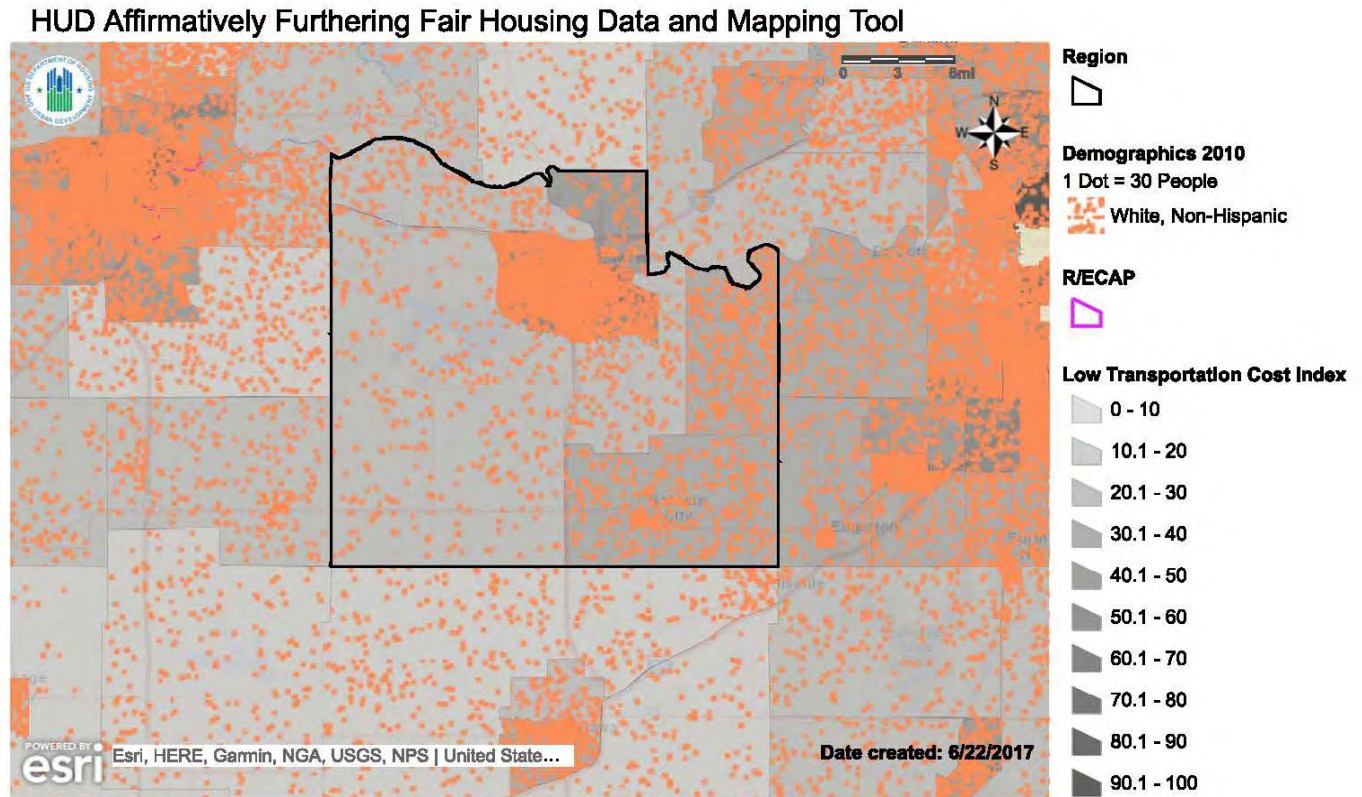 HUD Affirmatively Furthering Fair Housing Data and Mapping Tool
0 3 6mi
N
W E
S
City
Edgerton
POWERED BY
esri
Esri, HERE, Garmin, NGA, USGS, NPS | United State...
Date created: 6/22/2017
Region
Demographics 2010
1 Dot = 30 People
White, Non-Hispanic
R/ECAP
Low Transportation Cost Index
0 - 10
10.1 - 20
20.1 - 30
30.1 - 40
40.1 - 50
50.1 - 60
60.1 - 70
70.1 - 80
80.1 - 90
90.1 - 100